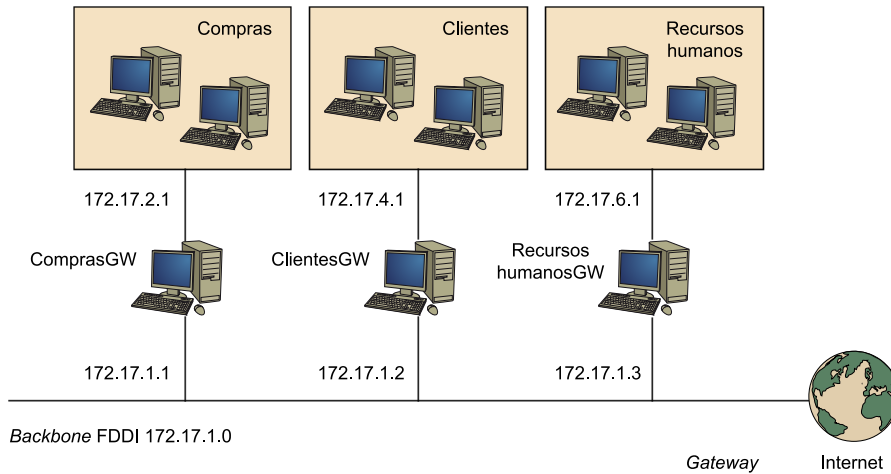 Compras
Clientes
Recursos
humanos
172.17.2.1
172.17.4.1
172.17.6.1
ComprasGW
ClientesGW
Recursos
humanosGW
172.17.1.1
172.17.1.2
172.17.1.3
Backbone FDDI 172.17.1.0
Gateway
Internet